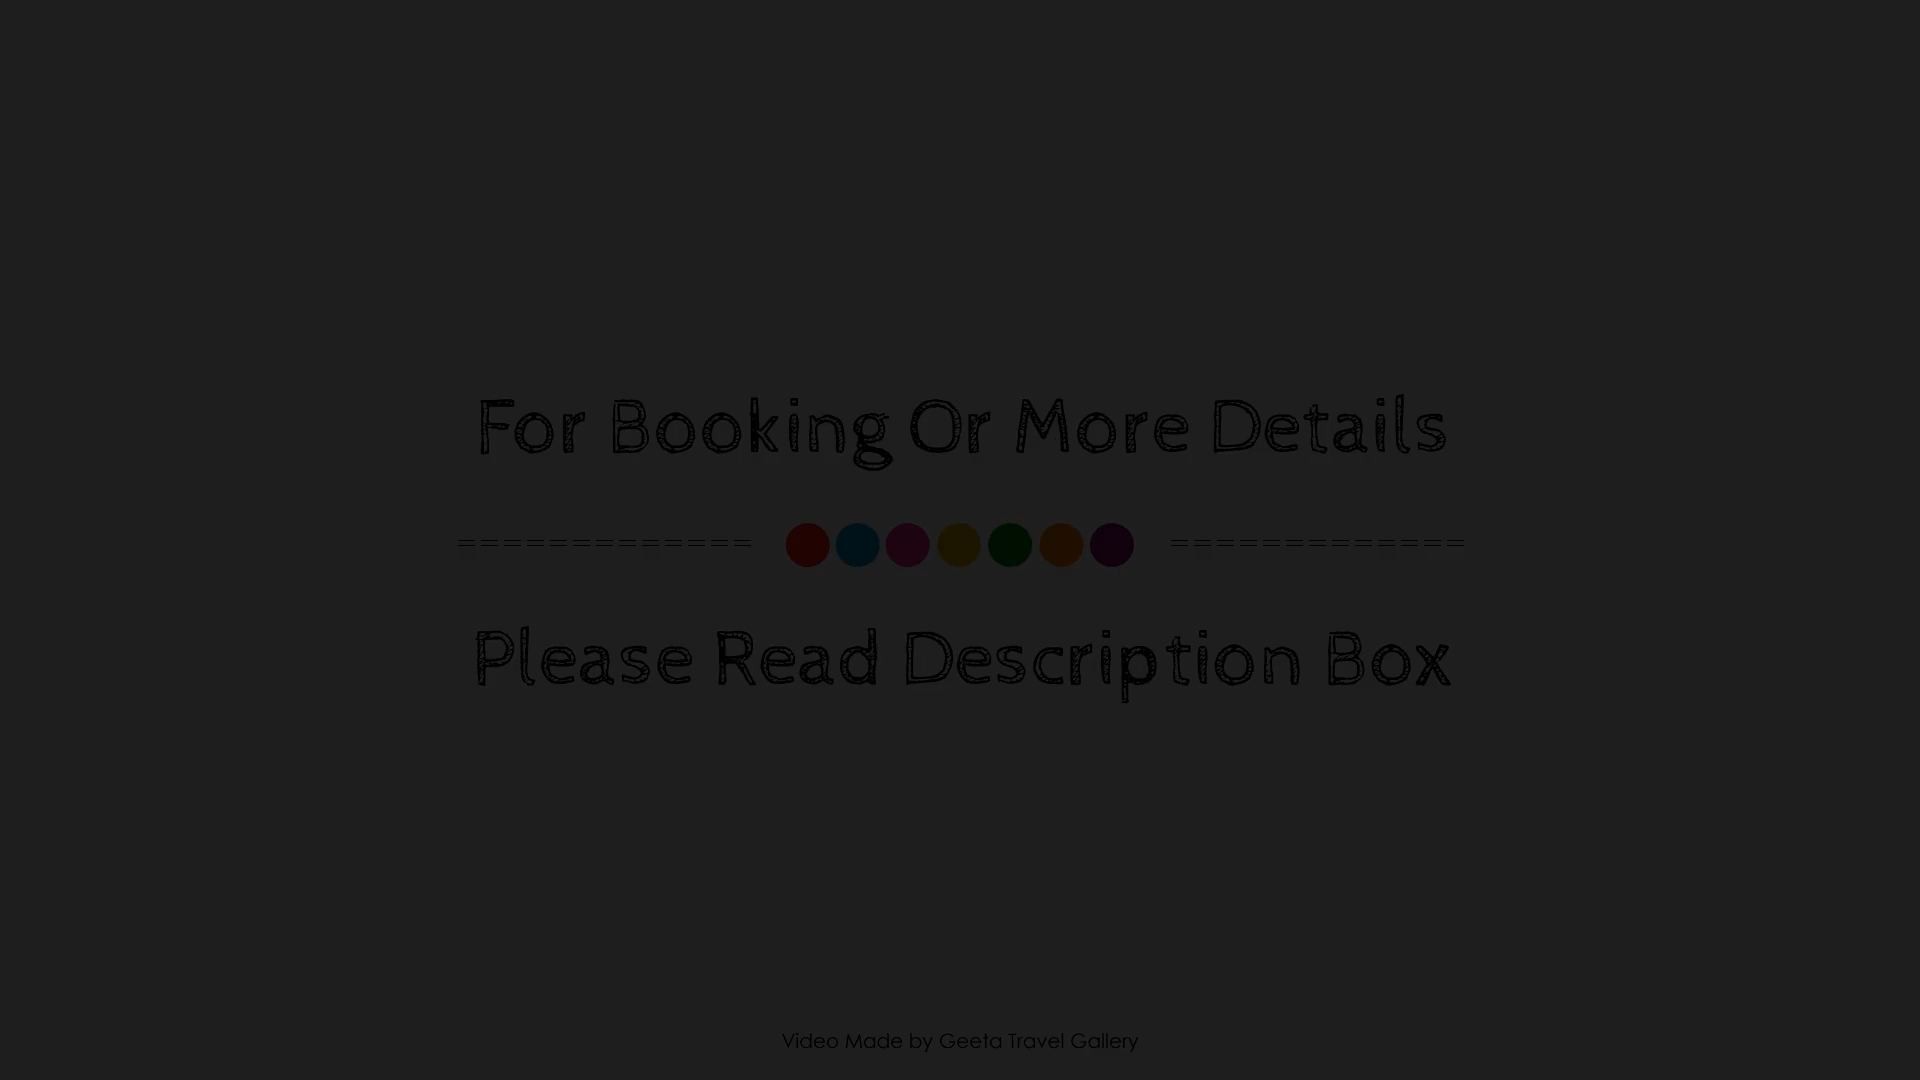 For Booking Or More Details
============= =============
Please Read Description Box
Video Made by Geeta Travel Gallery